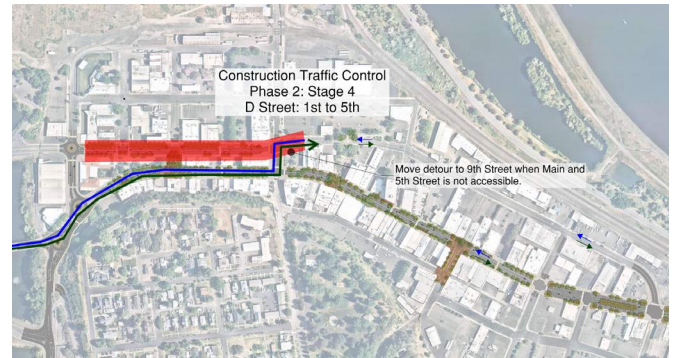 Construction Traffic Control
Phase 2: Stage 4
D Street: 1st to 5th
Move detour to 9th Street when Main and
5th Street is not accessible.